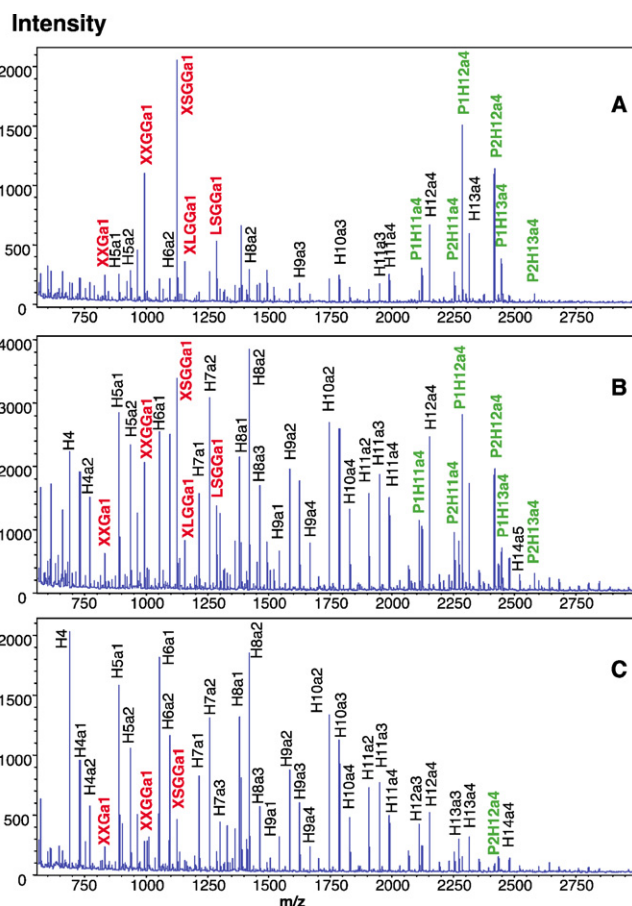 Intensity
A
2000
1500
1000
500
0
XXGa1
H5a1
H5a2
XXGGa1
H6a2
XSGGa1
XLGGa1
LSGGa1
H8a2
H9a3
H10a3
H11a3
H11a4
P1H11a4
H12a4
P2H11a4
P1H12a4
H13a4
P2H12a4
P1H13a4
P2H13a4
750 1000 1250 1500 1750 2000 2250 2500 2750
B
4000
3000
2000
1000
0
H4
H4a2
XXGa1
H5a1
H5a2
XXGGa1
H6a1
XSGGa1
XLGGa1
H7a1
H7a2
LSGGa1
H8a1
H8a2
H8a3
H9a1
H9a2
H9a4
H10a2
H10a4
H11a2
H11a3
H11a4
P1H11a4
H12a4
P2H11a4
P1H12a4
P2H12a4
P1H13a4
H14a5
P2H13a4
750 1000 1250 1500 1750 2000 2250 2500 2750
C
2000
1500
1000
500
0
H4
H4a1
H4a2
XXGa1
H5a1
H5a2
XXGGa1
H6a1
H6a2
XSGGa1
H7a1
H7a2
H7a3
H8a1
H8a2
H8a3
H9a1
H9a2
H9a3
H9a4
H10a2
H10a3
H10a4
H11a2
H11a3
H11a4
H12a3
H12a4
H13a3
H13a4
P2H12a4
H14a4
750 1000 1250 1500 1750 2000 2250 2500 2750
m/z